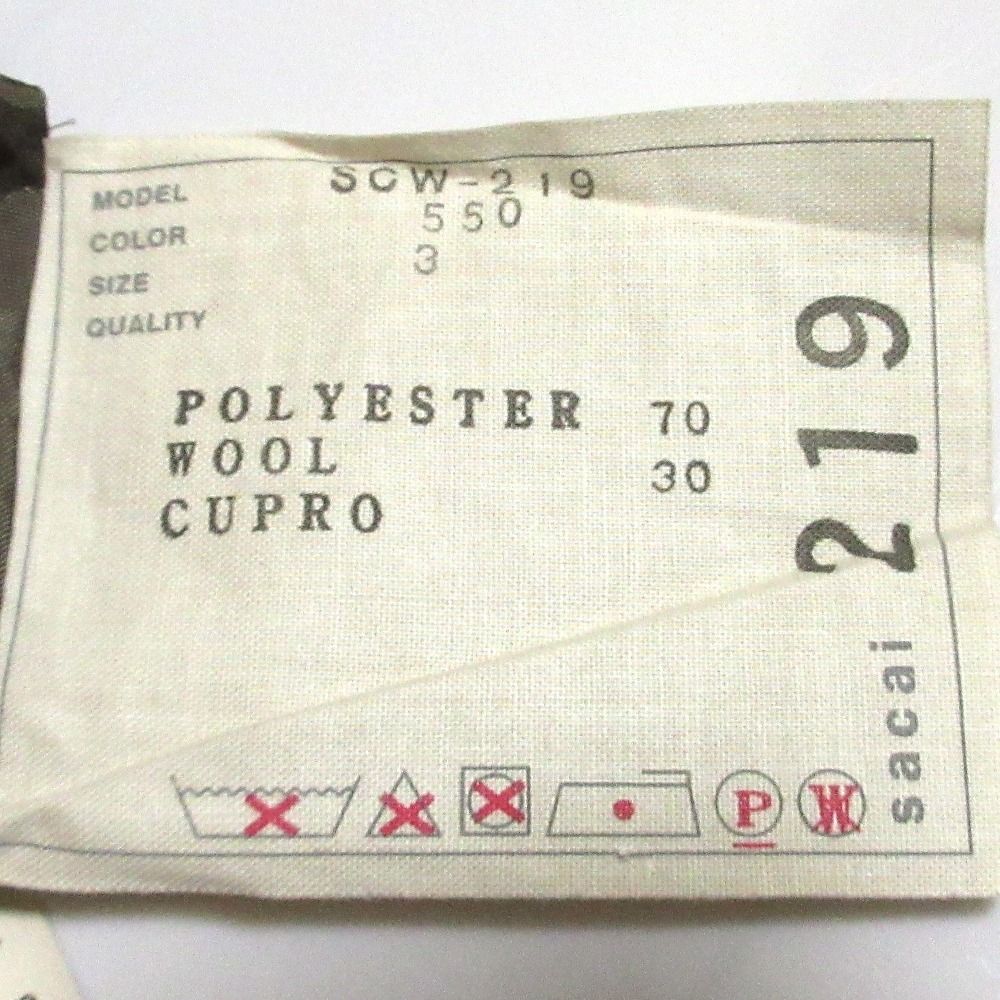 MODEL SCW-219
COLOR 550
SIZE 3
QUALITY
POLYESTER 70
WOOL 30
CUPRO
P W
sacai 219